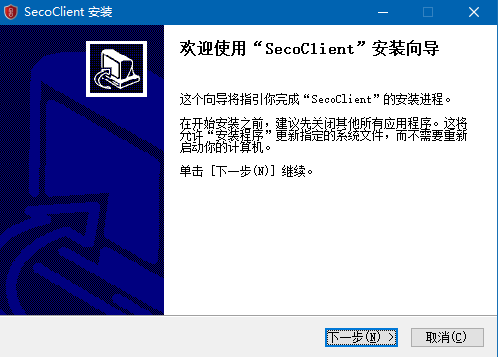 SecoClient 安装
欢迎使用“SecoClient”安装向导
这个向导将指引你完成“SecoClient”的安装进程。
在开始安装之前，建议先关闭其他所有应用程序。这将
允许“安装程序”更新指定的系统文件，而不需要重新
启动你的计算机。
单击 [下一步(N)] 继续。
下一步(N) >
取消(C)